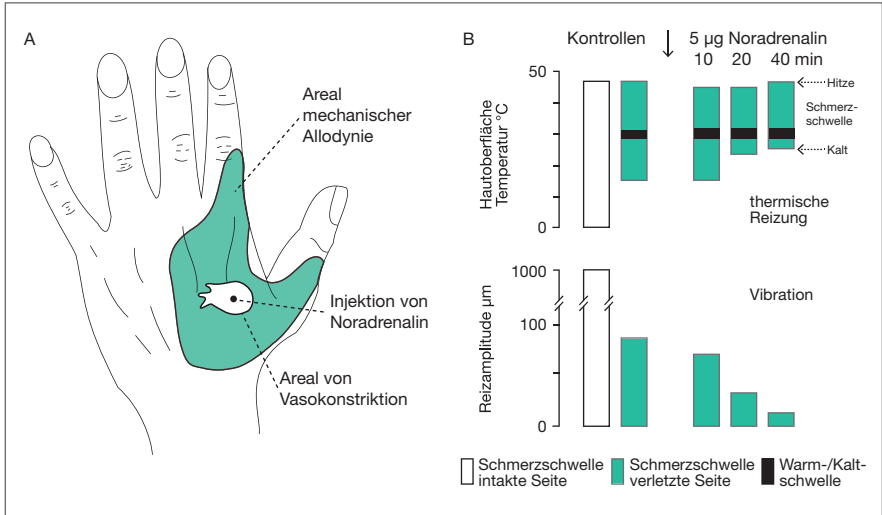 A
Areal
mechanischer
Allodynie
Injektion von
Noradrenalin
Areal von
Vasokonstriktion
B
Kontrollen
5 µg Noradrenalin
10 20 40 min
Hautoberfläche
Temperatur °C
50
0
Hitze
Schmerz-
schwelle
Kalt
thermische
Reizung
Reizamplitude µm
1000
100
0
Vibration
Schmerzschwelle
intakte Seite
Schmerzschwelle
verletzte Seite
Warm-/Kalt-
schwelle